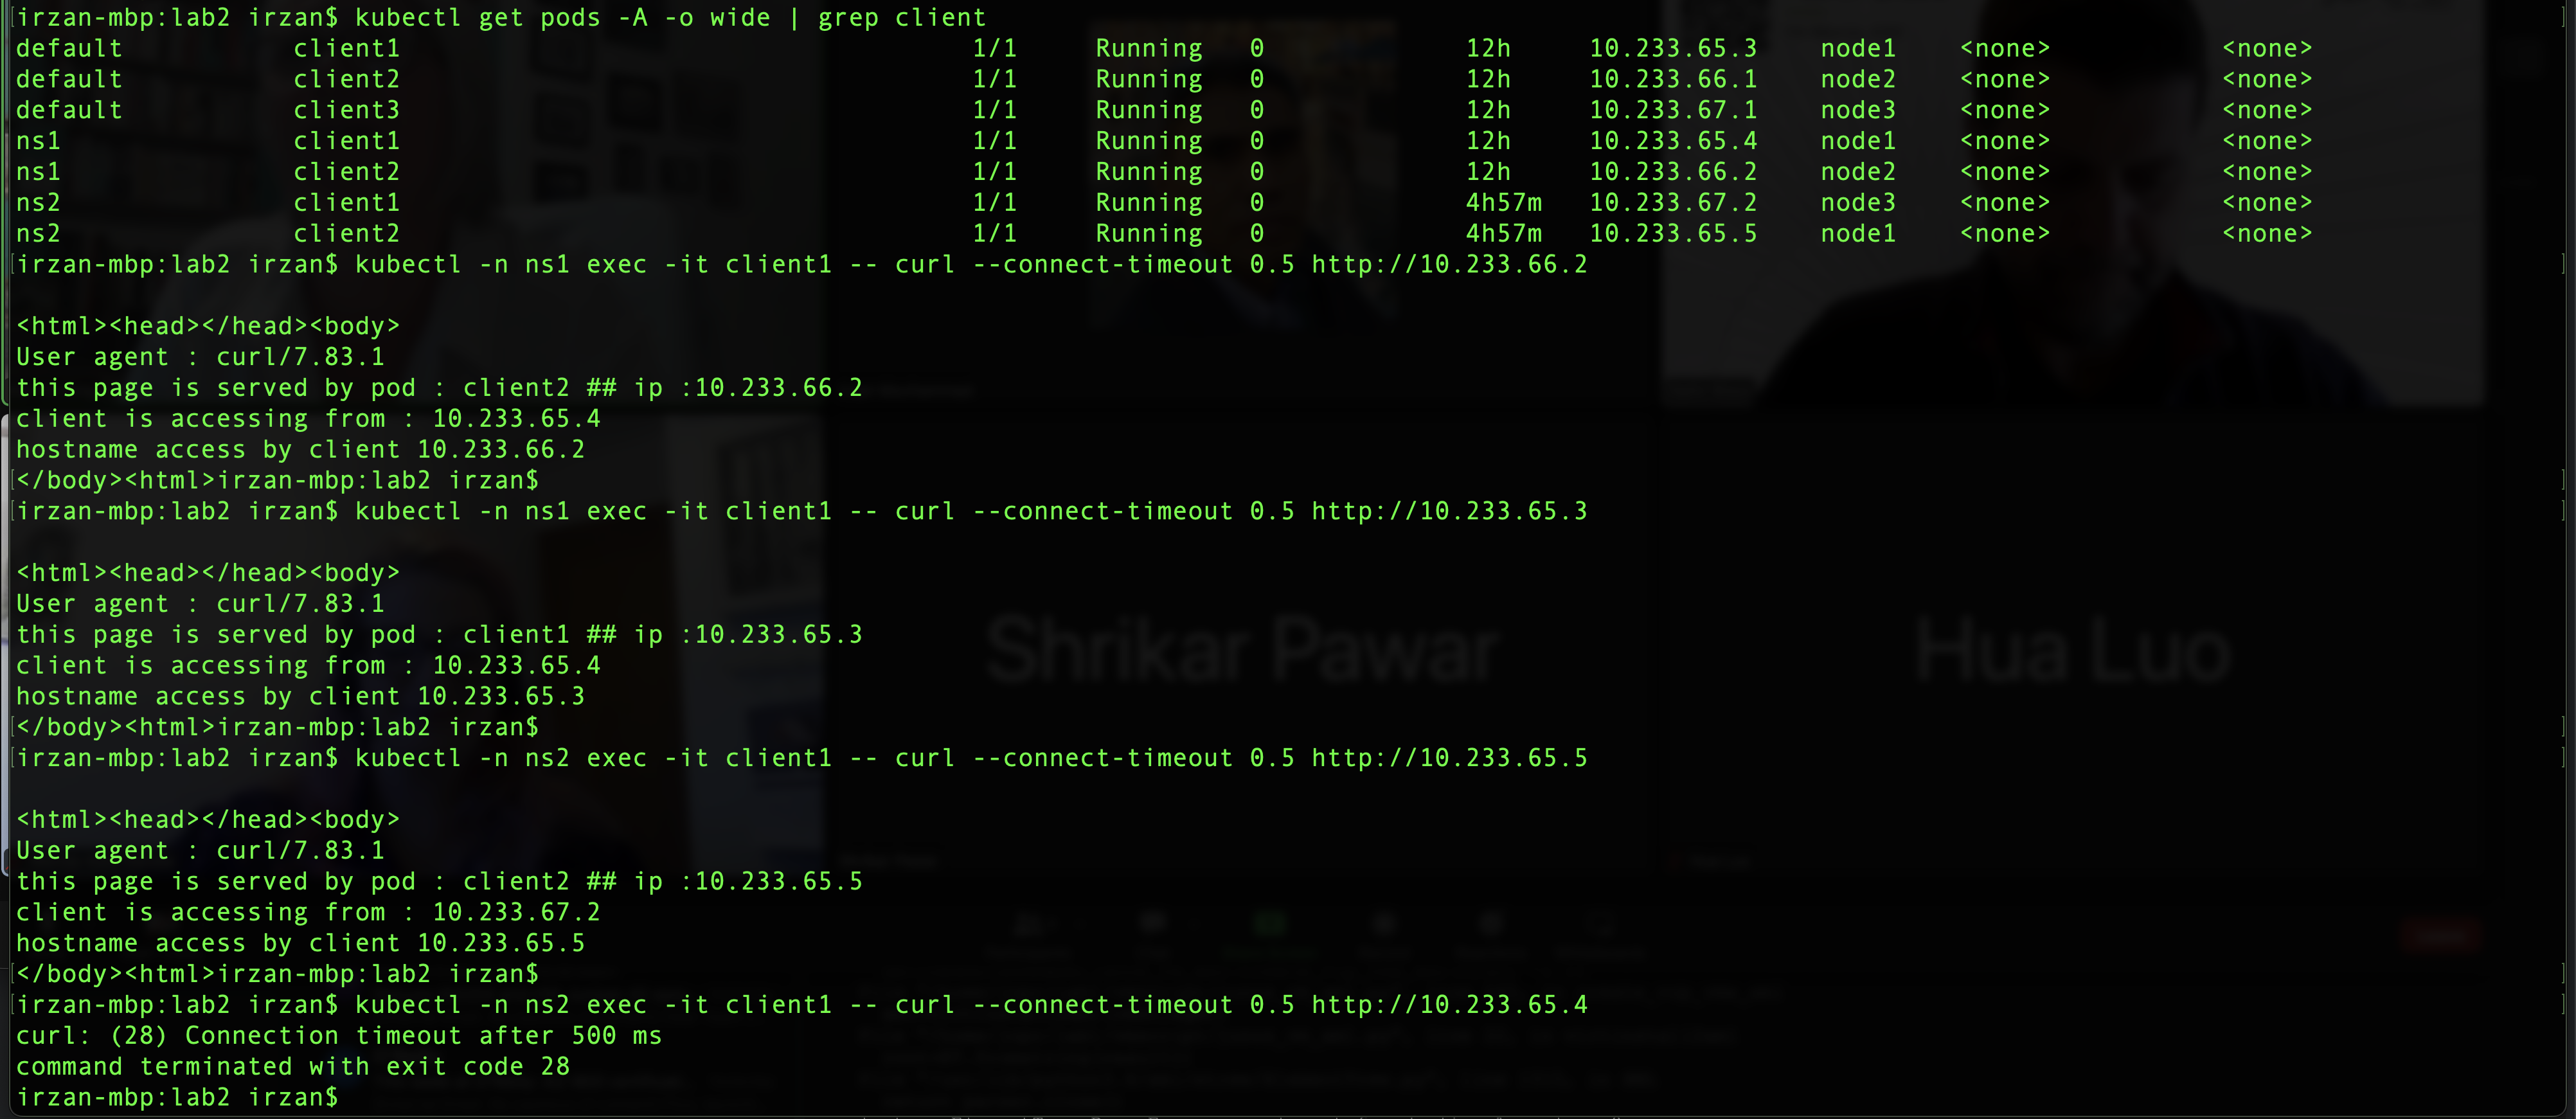 irzan-mbp:lab2 irzan$ kubectl get pods -A -o wide | grep client
default client1 1/1 Running 0 12h 10.233.65.3 node1 <none> <none>
default client2 1/1 Running 0 12h 10.233.66.1 node2 <none> <none>
default client3 1/1 Running 0 12h 10.233.67.1 node3 <none> <none>
ns1 client1 1/1 Running 0 12h 10.233.65.4 node1 <none> <none>
ns1 client2 1/1 Running 0 12h 10.233.66.2 node2 <none> <none>
ns2 client1 1/1 Running 0 4h57m 10.233.67.2 node3 <none> <none>
ns2 client2 1/1 Running 0 4h57m 10.233.65.5 node1 <none> <none>
irzan-mbp:lab2 irzan$ kubectl -n ns1 exec -it client1 -- curl --connect-timeout 0.5 http://10.233.66.2
<html><head></head><body>
User agent : curl/7.83.1
this page is served by pod : client2 ## ip :10.233.66.2
client is accessing from : 10.233.65.4
hostname access by client 10.233.66.2
</body><html>irzan-mbp:lab2 irzan$
irzan-mbp:lab2 irzan$ kubectl -n ns1 exec -it client1 -- curl --connect-timeout 0.5 http://10.233.65.3
<html><head></head><body>
User agent : curl/7.83.1
this page is served by pod : client1 ## ip :10.233.65.3
client is accessing from : 10.233.65.4
hostname access by client 10.233.65.3
</body><html>irzan-mbp:lab2 irzan$
irzan-mbp:lab2 irzan$ kubectl -n ns2 exec -it client1 -- curl --connect-timeout 0.5 http://10.233.65.5
<html><head></head><body>
User agent : curl/7.83.1
this page is served by pod : client2 ## ip :10.233.65.5
client is accessing from : 10.233.67.2
hostname access by client 10.233.65.5
</body><html>irzan-mbp:lab2 irzan$
irzan-mbp:lab2 irzan$ kubectl -n ns2 exec -it client1 -- curl --connect-timeout 0.5 http://10.233.65.4
curl: (28) Connection timeout after 500 ms
command terminated with exit code 28
irzan-mbp:lab2 irzan$
Shrikar Pawar
Hua Luo